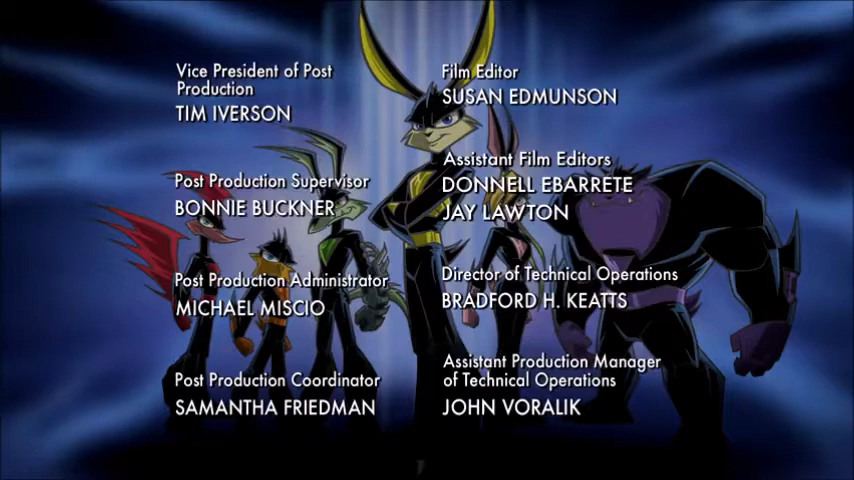 Vice President of Post
Production
TIM IVERSON
Post Production Supervisor
BONNIE BUCKNER
Post Production Administrator
MICHAEL MISCIO
Post Production Coordinator
SAMANTHA FRIEDMAN
Film Editor
SUSAN EDMUNSON
Assistant Film Editors
DONNELL EBARRETE
JAY LAWTON
Director of Technical Operations
BRADFORD H. KEATTS
Assistant Production Manager
of Technical Operations
JOHN VORALIK